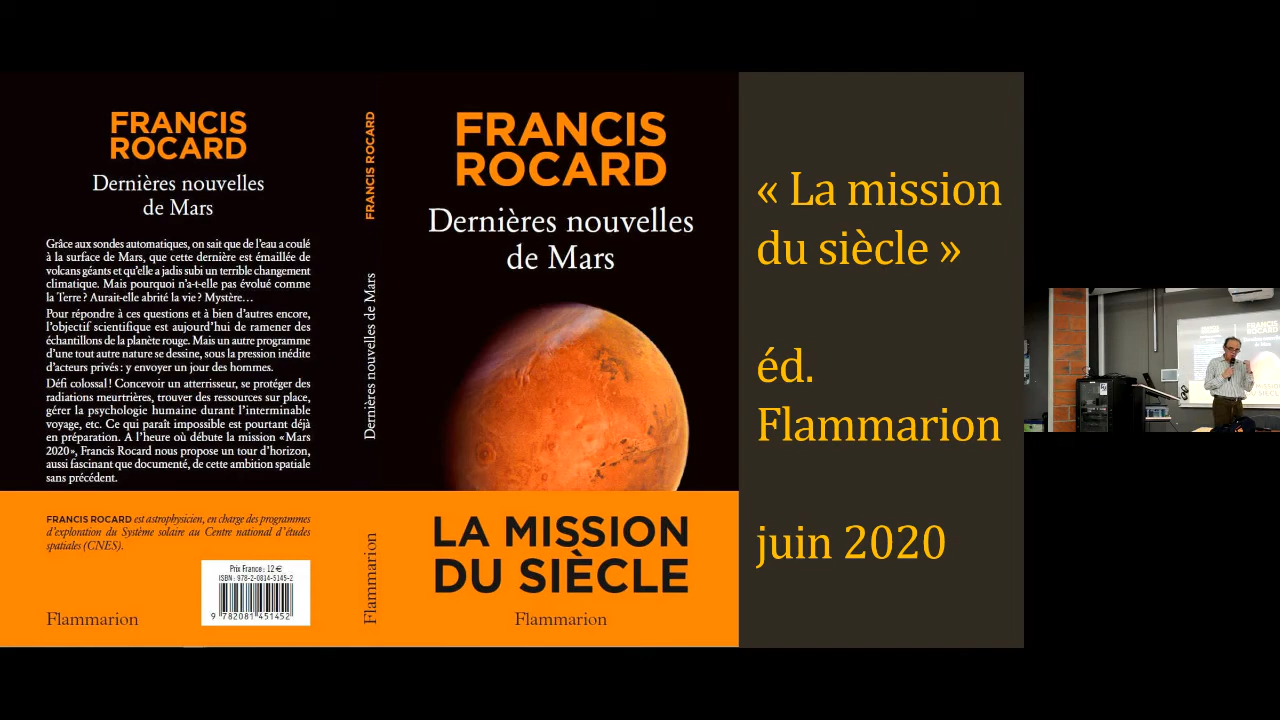 FRANCIS
ROCARD
Dernières nouvelles
de Mars
Grâce aux sondes automatiques, on sait que de l'eau a coulé
à la surface de Mars, que cette dernière est émaillée de
volcans géants et qu'elle a jadis subi un terrible changement
climatique. Mais pourquoi n'a-t-elle pas évolué comme
la Terre ? Aurait-elle abrité la vie ? Mystère…
Pour répondre à ces questions et à bien d'autres encore,
l'objectif scientifique est aujourd'hui de ramener des
échantillons de la planète rouge. Mais un autre programme
d'une tout autre nature se dessine, sous la pression inédite
d'acteurs privés : y envoyer un jour des hommes.
Défi colossal ! Concevoir un atterrisseur, se protéger des
radiations meurtrières, trouver des ressources sur place,
gérer la psychologie humaine durant l'interminable
voyage, etc. Ce qui paraît impossible est pourtant déjà
en préparation. A l'heure où débute la mission «Mars
2020», Francis Rocard nous propose un tour d'horizon,
aussi fascinant que documenté, de cette ambition spatiale
sans précédent.
FRANCIS ROCARD est astrophysicien, en charge des programmes
d'exploration du Système solaire au Centre national d'études
spatiales (CNES).
Prix France : 12 €
ISBN : 978-2-0814-5145-2
9 782081 451452
Flammarion
FRANCIS ROCARD
Dernières nouvelles de Mars
Flammarion
FRANCIS
ROCARD
Dernières nouvelles
de Mars
LA MISSION
DU SIÈCLE
Flammarion
« La mission
du siècle »
éd.
Flammarion
juin 2020